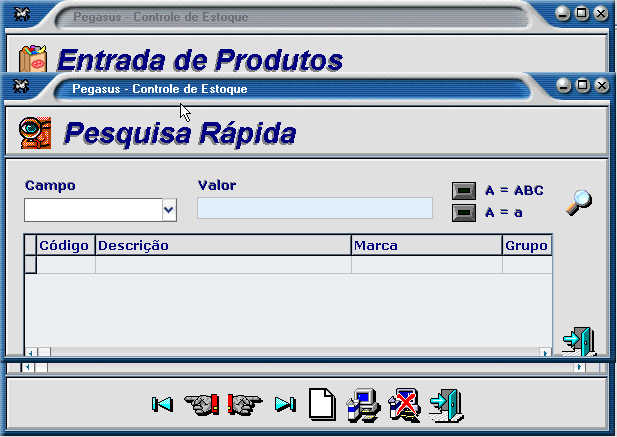 Pegasus - Controle de Estoque
Entrada de Produtos
Pegasus - Controle de Estoque
Pesquisa Rápida
Campo
Valor
A = ABC
A = a
Código Descrição Marca Grupo